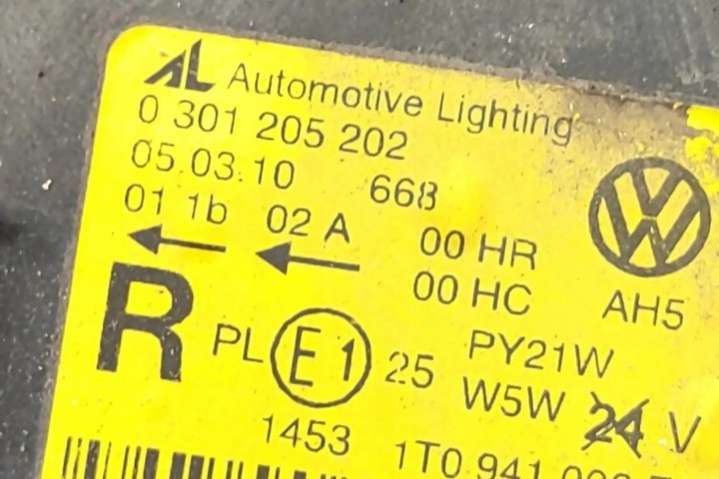 AL Automotive Lighting
0 301 205 202
05.03.10 668
01 1b 02 A 00 HR
00 HC AH5
R PL E1 25 PY21W
W5W 24 V
1453 1T0 941